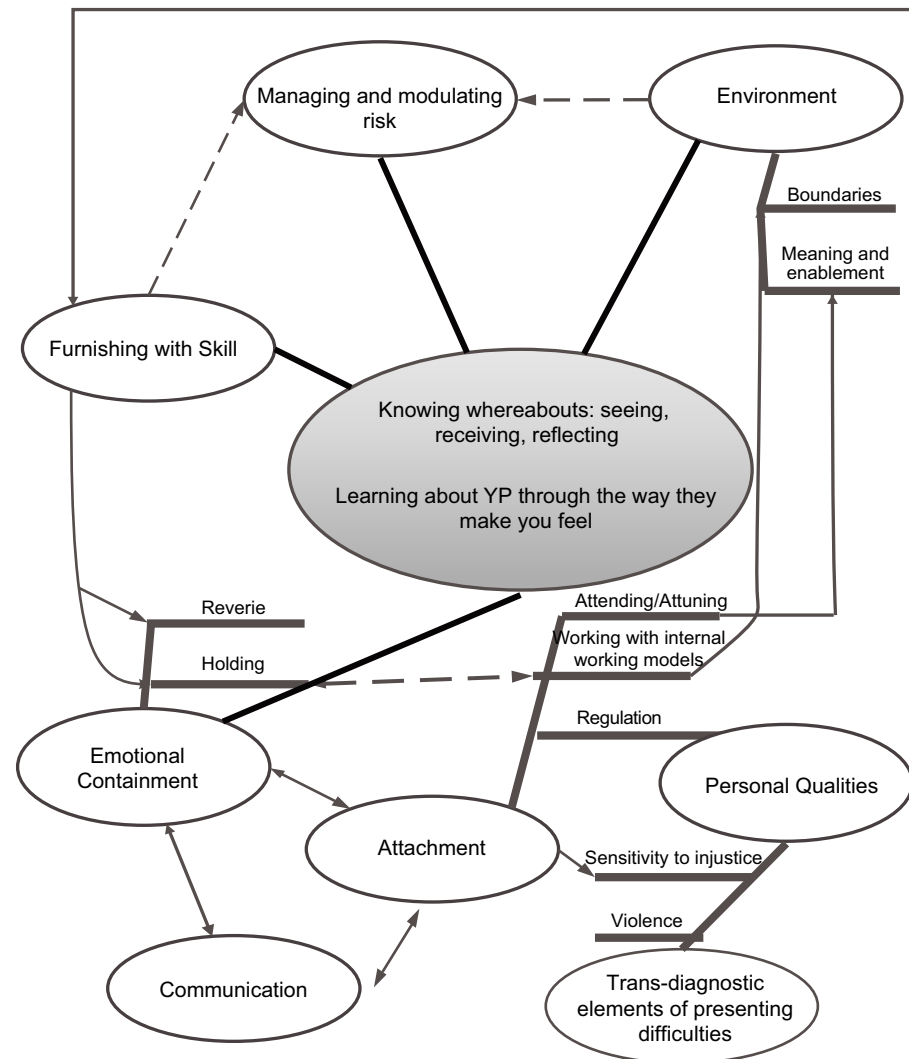 Managing and modulating
risk
Environment
Boundaries
Meaning and
enablement
Furnishing with Skill
Knowing whereabouts: seeing,
receiving, reflecting
Learning about YP through the way they
make you feel
Reverie
Holding
Attending/Attuning
Working with internal
working models
Regulation
Emotional
Containment
Personal Qualities
Attachment
Sensitivity to injustice
Violence
Communication
Trans-diagnostic
elements of presenting
difficulties